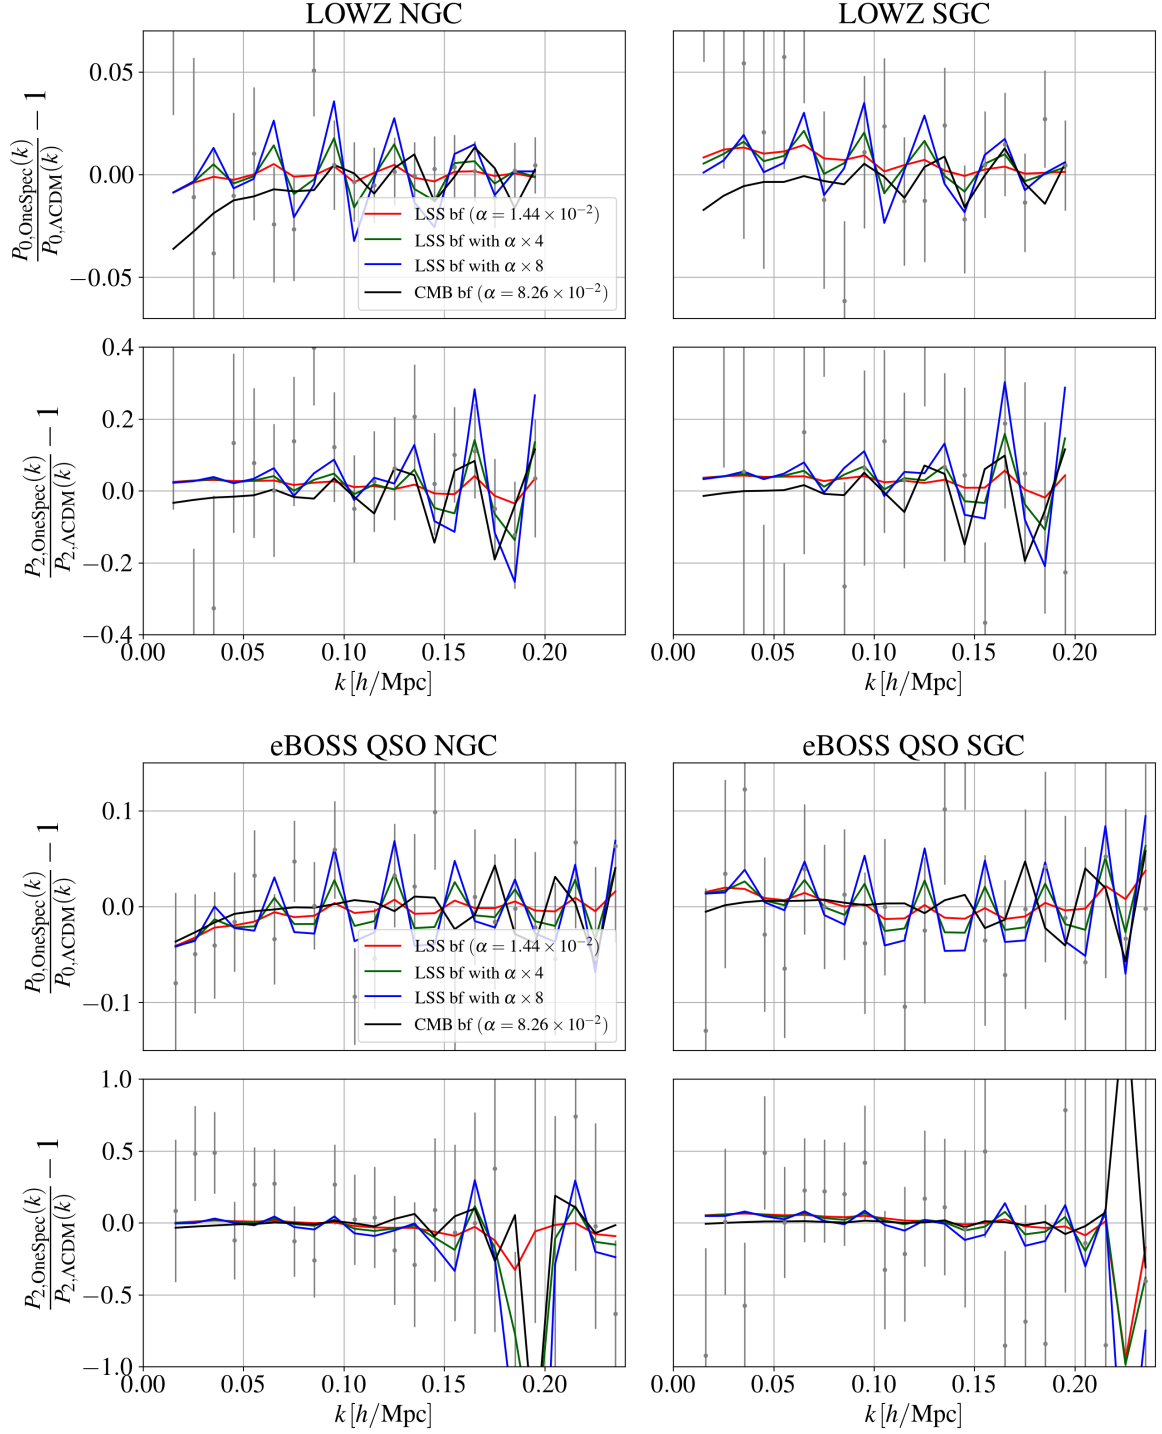 LOWZ NGC
LOWZ SGC
0.05
0.00
−0.05
P0,OneSpec(k)
P0,ΛCDM(k)
− 1
LSS bf (α = 1.44 × 10−2)
LSS bf with α × 4
LSS bf with α × 8
CMB bf (α = 8.26 × 10−2)
0.4
0.2
0.0
−0.2
−0.4
P2,OneSpec(k)
P2,ΛCDM(k)
− 1
0.00 0.05 0.10 0.15 0.20
0.00 0.05 0.10 0.15 0.20
k [h/Mpc]
k [h/Mpc]
eBOSS QSO NGC
eBOSS QSO SGC
0.1
0.0
−0.1
P0,OneSpec(k)
P0,ΛCDM(k)
− 1
LSS bf (α = 1.44 × 10−2)
LSS bf with α × 4
LSS bf with α × 8
CMB bf (α = 8.26 × 10−2)
1.0
0.5
0.0
−0.5
−1.0
P2,OneSpec(k)
P2,ΛCDM(k)
− 1
0.00 0.05 0.10 0.15 0.20
0.00 0.05 0.10 0.15 0.20
k [h/Mpc]
k [h/Mpc]